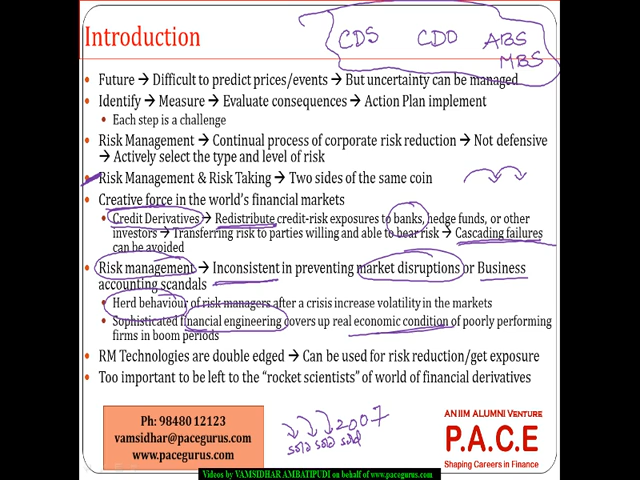 Introduction
CDS CDO ABS
MBS
• Future → Difficult to predict prices/events → But uncertainty can be managed
• Identify → Measure → Evaluate consequences → Action Plan implement
• Each step is a challenge
• Risk Management → Continual process of corporate risk reduction → Not defensive
→ Actively select the type and level of risk
• Risk Management & Risk Taking → Two sides of the same coin
• Creative force in the world's financial markets
• Credit Derivatives → Redistribute credit-risk exposures to banks, hedge funds, or other
investors → Transferring risk to parties willing and able to bear risk → Cascading failures
can be avoided
• Risk management → Inconsistent in preventing market disruptions or Business
accounting scandals
• Herd behaviour of risk managers after a crisis increase volatility in the markets
• Sophisticated financial engineering covers up real economic condition of poorly performing
firms in boom periods
• RM Technologies are double edged → Can be used for risk reduction/get exposure
• Too important to be left to the "rocket scientists" of world of financial derivatives
2007
sold sold sold
Ph: 98480 12123
vamsidhar@pacegurus.com
www.pacegurus.com
AN IIM ALUMNI VENTURE
P.A.C.E
Shaping Careers in Finance
Videos by VAMSIDHAR AMBATIPUDI on behalf of www.pacegurus.com